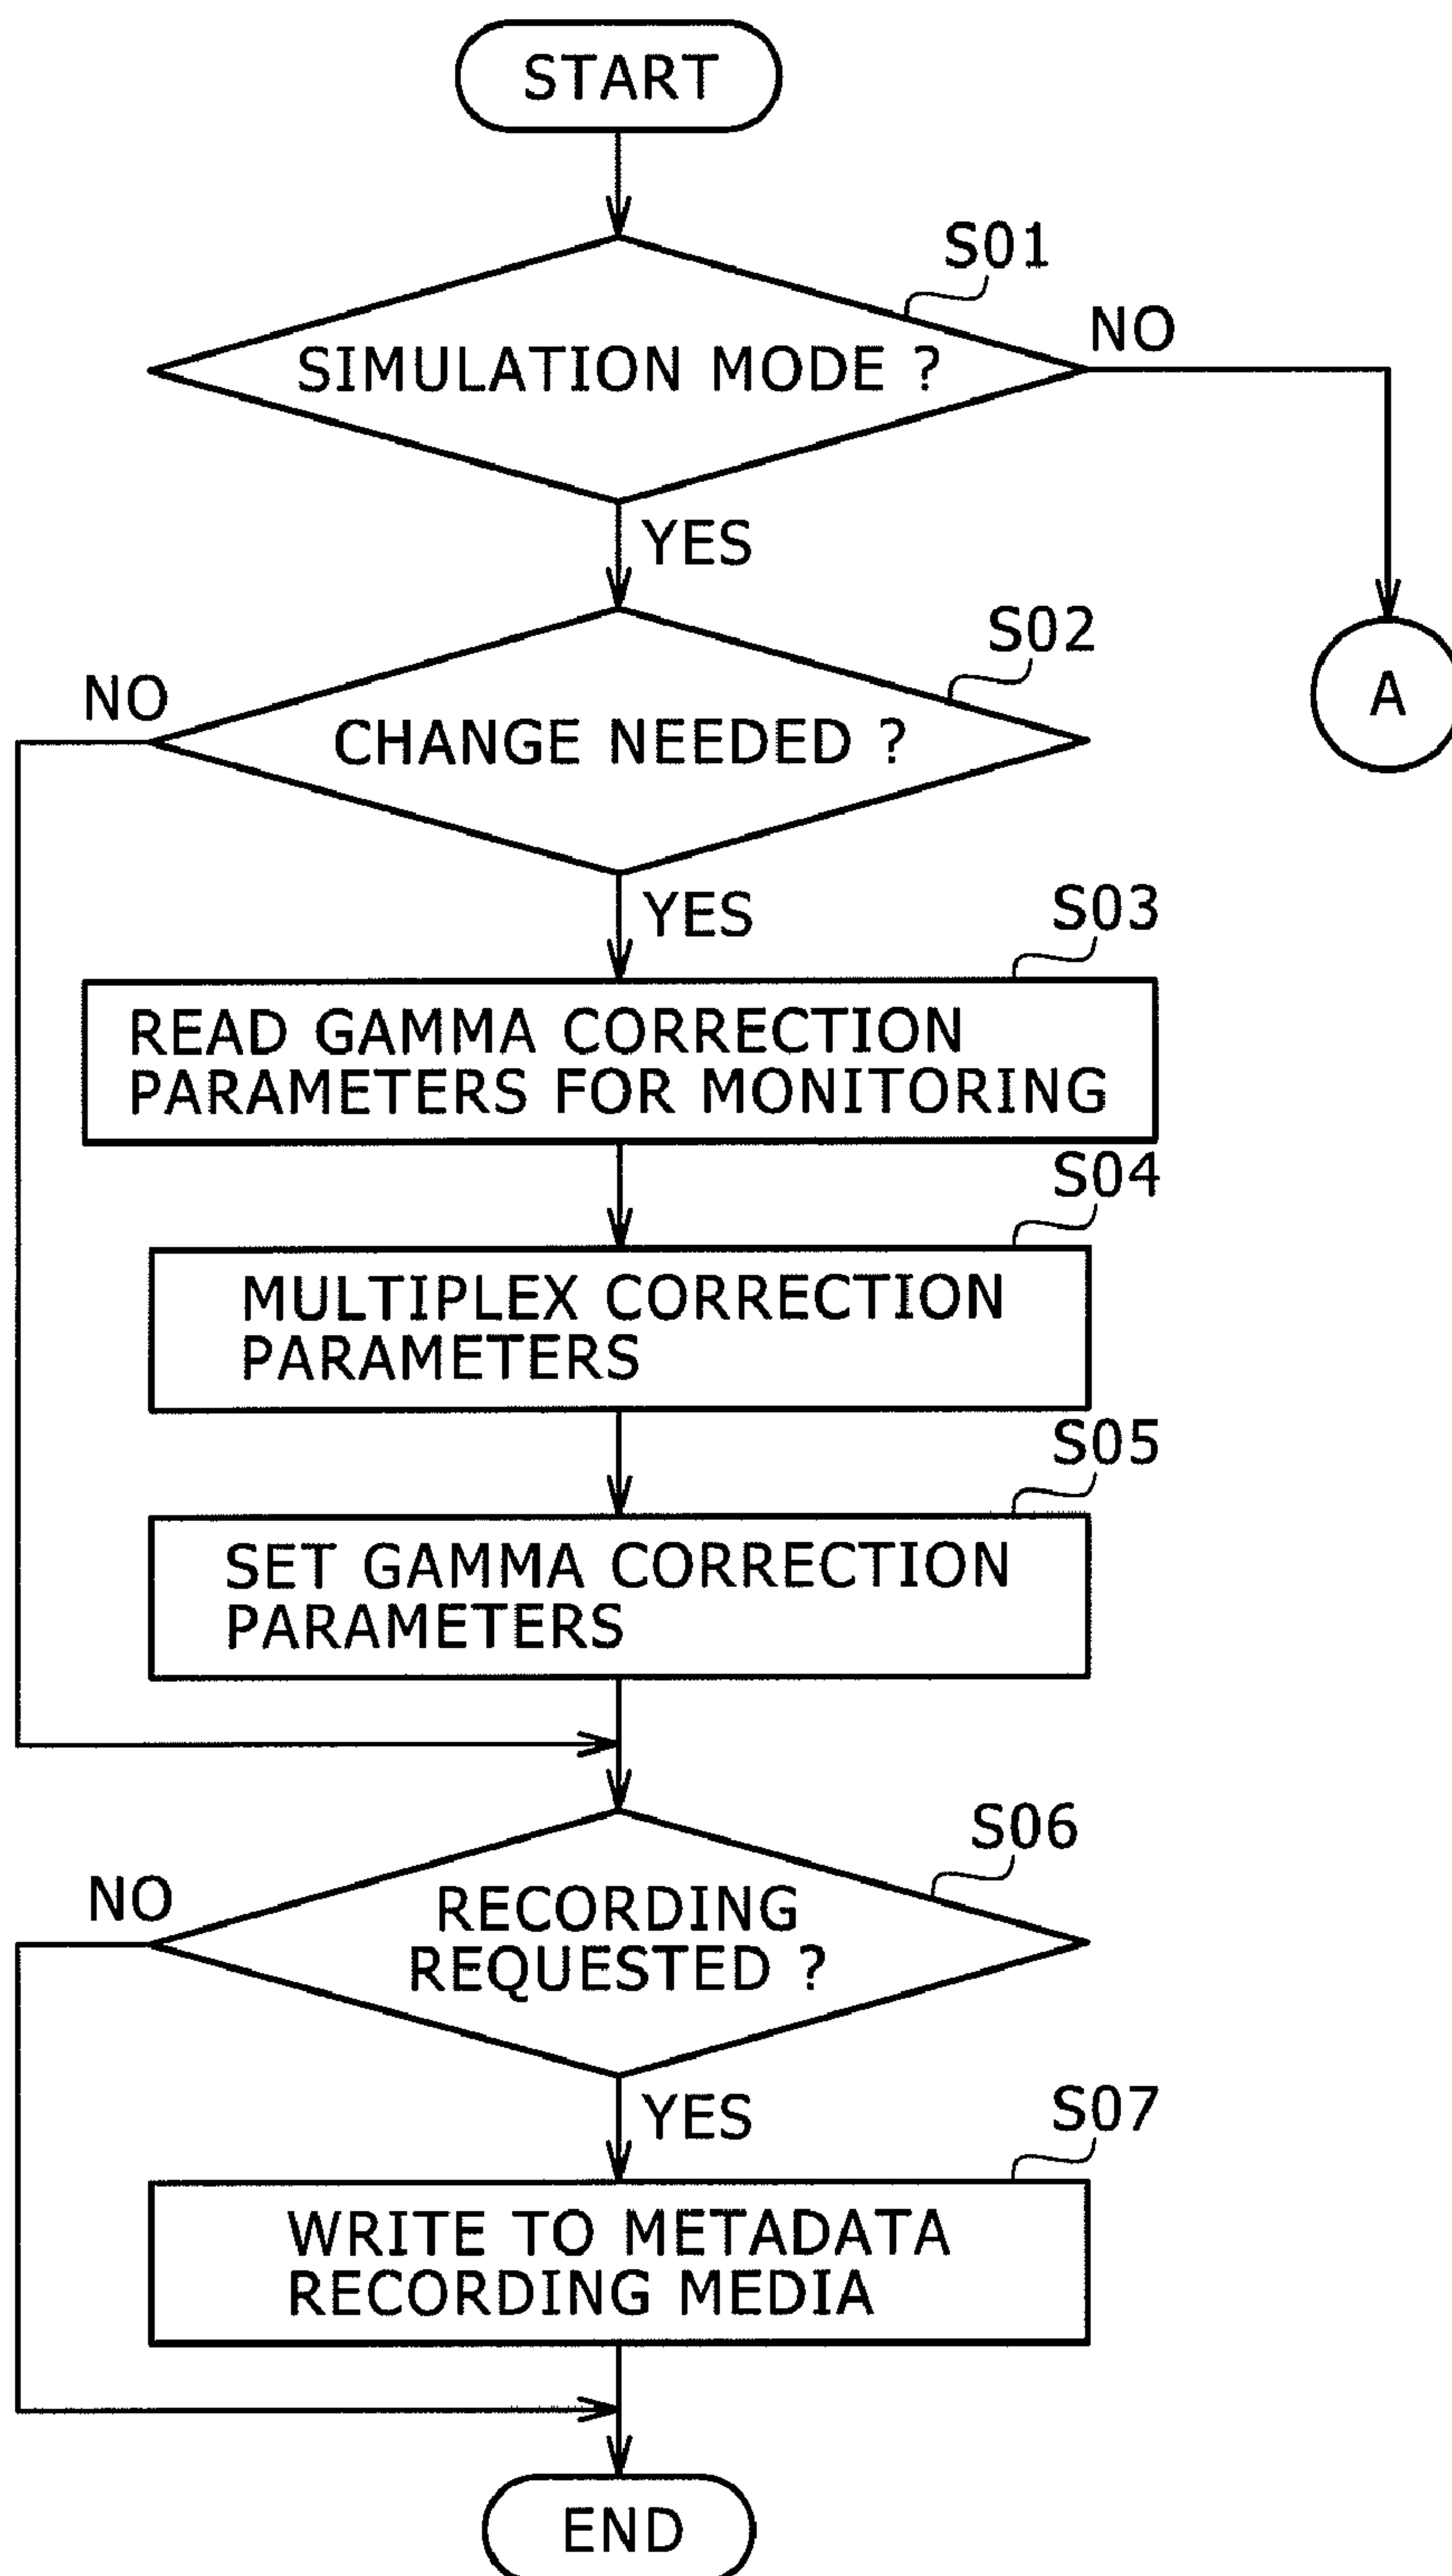 START
S01
SIMULATION MODE ?
NO
YES
A
S02
NO
CHANGE NEEDED ?
YES
S03
READ GAMMA CORRECTION
PARAMETERS FOR MONITORING
S04
MULTIPLEX CORRECTION
PARAMETERS
S05
SET GAMMA CORRECTION
PARAMETERS
S06
NO
RECORDING
REQUESTED ?
YES
S07
WRITE TO METADATA
RECORDING MEDIA
END